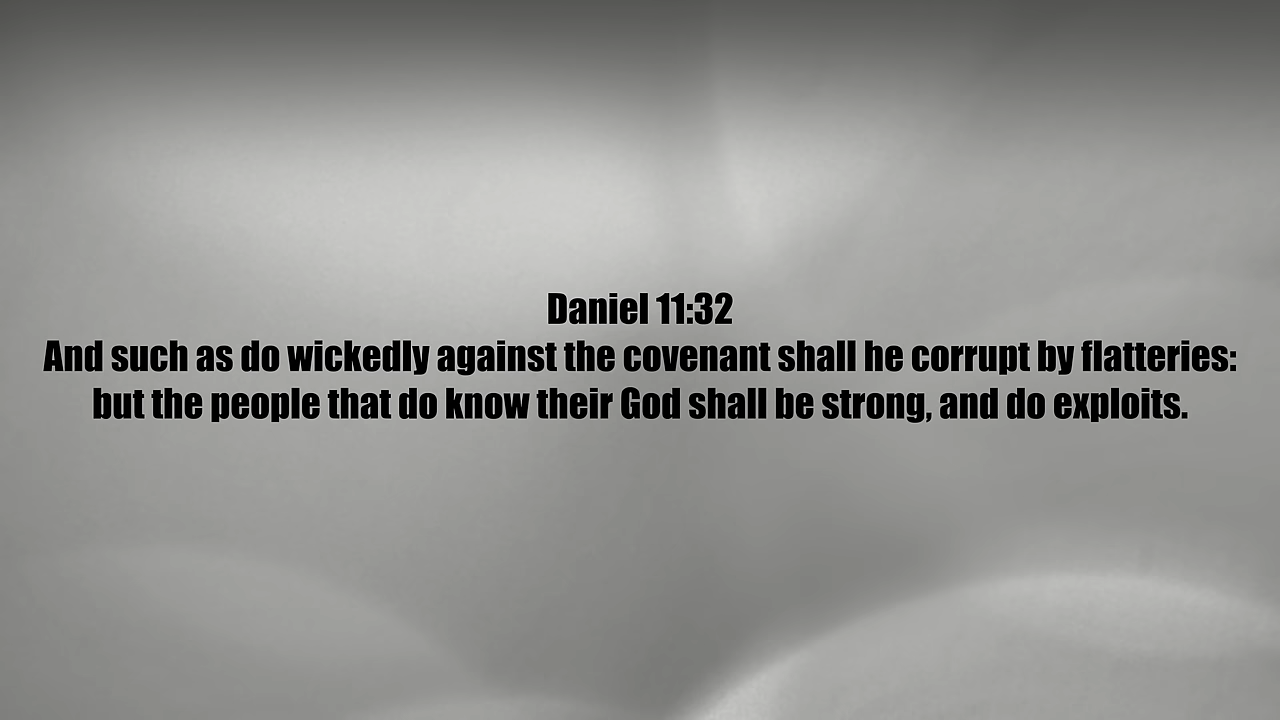 Daniel 11:32
And such as do wickedly against the covenant shall he corrupt by flatteries:
but the people that do know their God shall be strong, and do exploits.